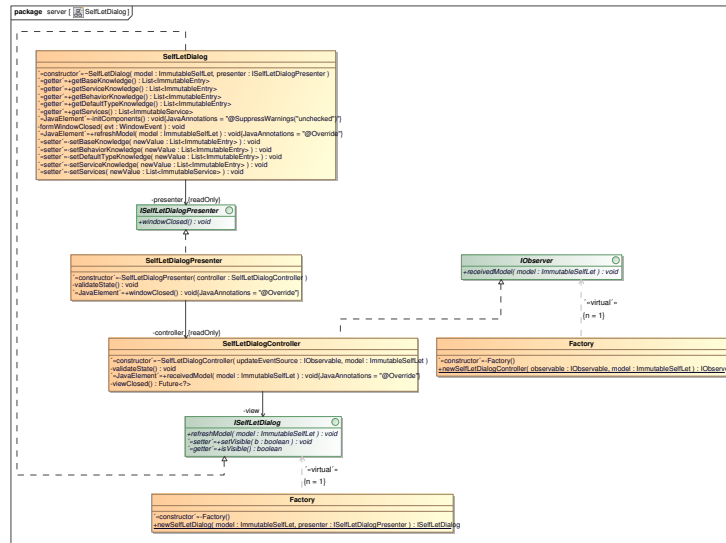 package server [ SelfLetDialog ]
SelfLetDialog
´~constructor´~-SelfLetDialog( model : ImmutableSelfLet, presenter : ISelfLetDialogPresenter )
´~getter´~+getBaseKnowledge() : List<ImmutableEntry>
´~getter´~+getServiceKnowledge() : List<ImmutableEntry>
´~getter´~+getBehaviorKnowledge() : List<ImmutableEntry>
´~getter´~+getDefaultTypeKnowledge() : List<ImmutableEntry>
´~getter´~+getServices() : List<ImmutableService>
´~JavaElement´~-initComponents() : void{JavaAnnotations = "@SuppressWarnings("unchecked")"}
-formWindowClosed( evt : WindowEvent ) : void
´~JavaElement´~+refreshModel( model : ImmutableSelfLet ) : void{JavaAnnotations = "@Override"}
´~setter´~-setBaseKnowledge( newValue : List<ImmutableEntry> ) : void
´~setter´~-setBehaviorKnowledge( newValue : List<ImmutableEntry> ) : void
´~setter´~-setDefaultTypeKnowledge( newValue : List<ImmutableEntry> ) : void
´~setter´~-setServiceKnowledge( newValue : List<ImmutableEntry> ) : void
´~setter´~-setServices( newValue : List<ImmutableService> ) : void
-presenter {readOnly}
ISelfLetDialogPresenter
+windowClosed() : void
SelfLetDialogPresenter
´~constructor´~-SelfLetDialogPresenter( controller : SelfLetDialogController )
-validateState() : void
´~JavaElement´~+windowClosed() : void{JavaAnnotations = "@Override"}
IObserver
+receivedModel( model : ImmutableSelfLet ) : void
´~virtual´~
{n = 1}
-controller {readOnly}
SelfLetDialogController
´~constructor´~-SelfLetDialogController( updateEventSource : IObservable, model : ImmutableSelfLet )
-validateState() : void
´~JavaElement´~+receivedModel( model : ImmutableSelfLet ) : void{JavaAnnotations = "@Override"}
-viewClosed() : Future<?>
Factory
´~constructor´~-Factory()
+newSelfLetDialogController( observable : IObservable, model : ImmutableSelfLet ) : IObserve
-view
ISelfLetDialog
+refreshModel( model : ImmutableSelfLet ) : void
´~setter´~+setVisible( b : boolean ) : void
´~getter´~+isVisible() : boolean
´~virtual´~
{n = 1}
Factory
´~constructor´~-Factory()
+newSelfLetDialog( model : ImmutableSelfLet, presenter : ISelfLetDialogPresenter ) : ISelfLetDialog